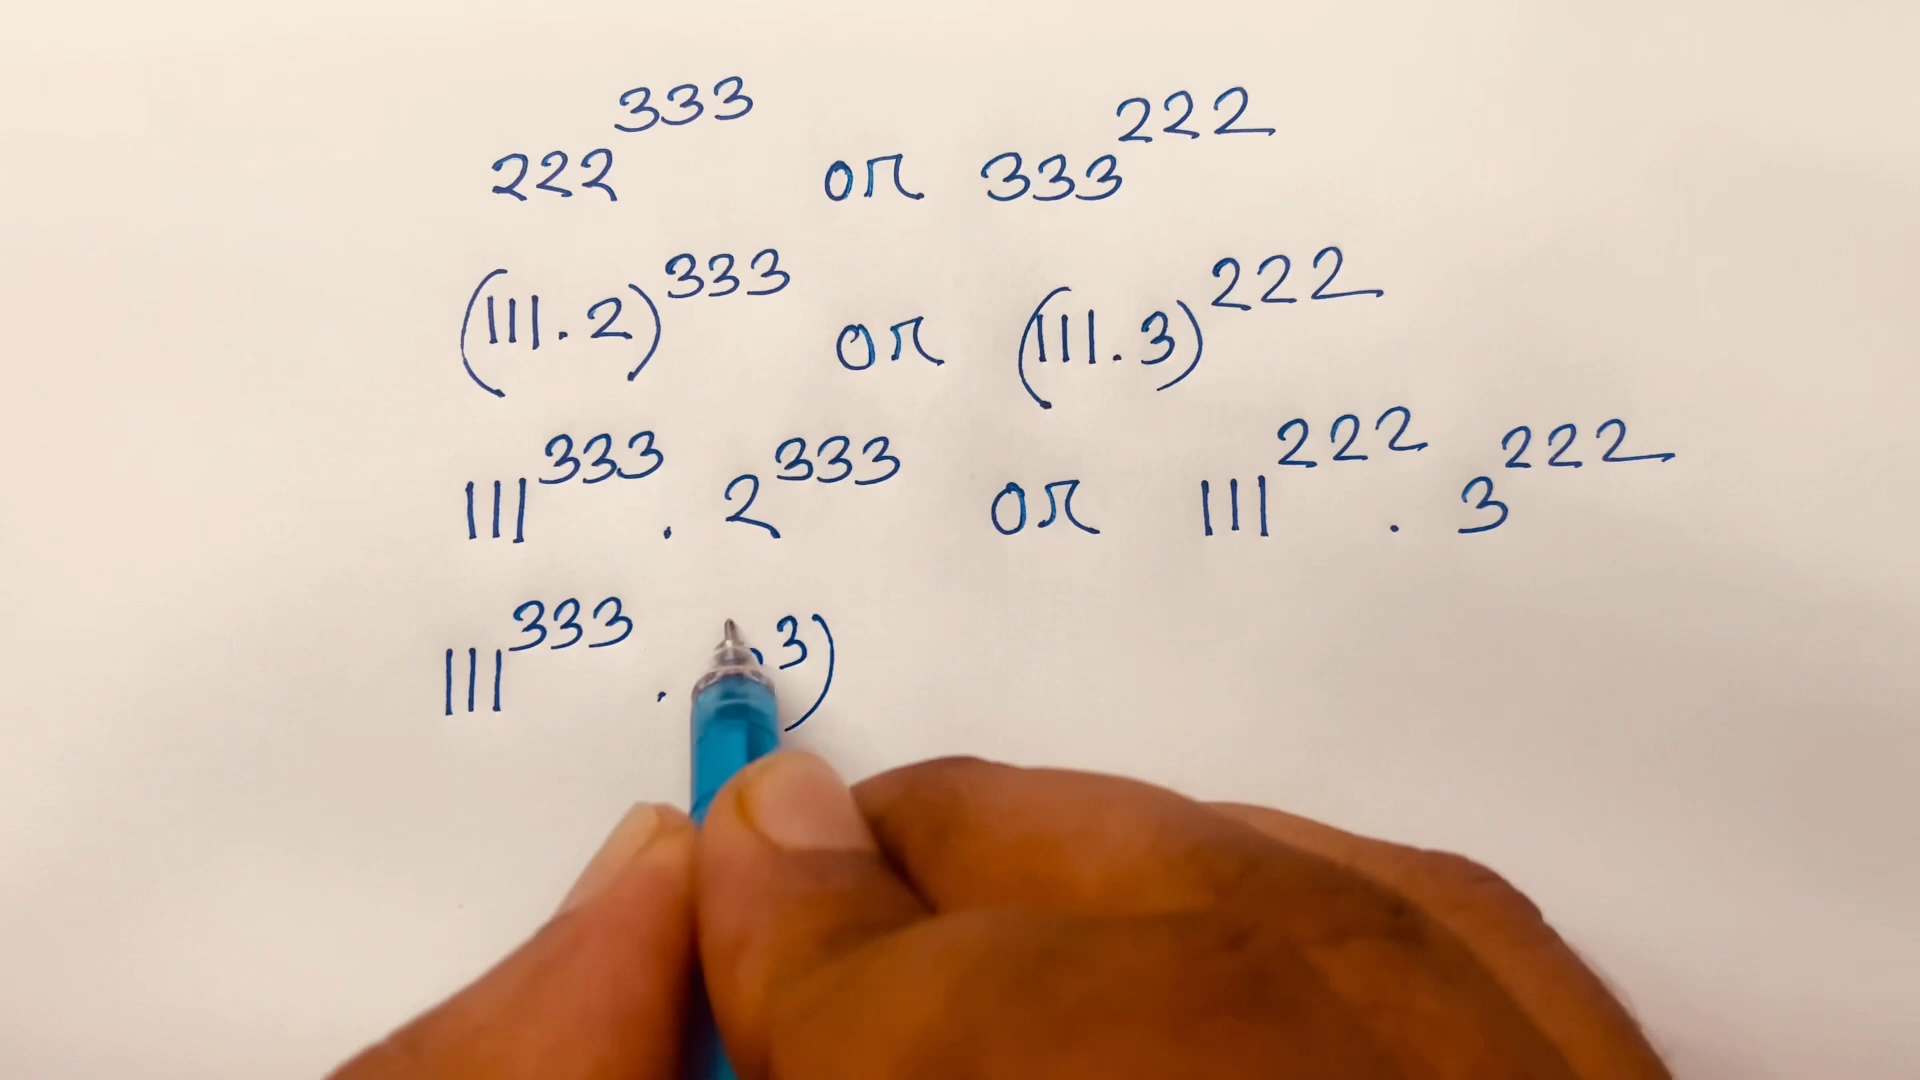 222^333 or 333^222
(111.2)^333 or (111.3)^222
111^333 . 2^333 or 111^222 . 3^222
111^333 . 3)